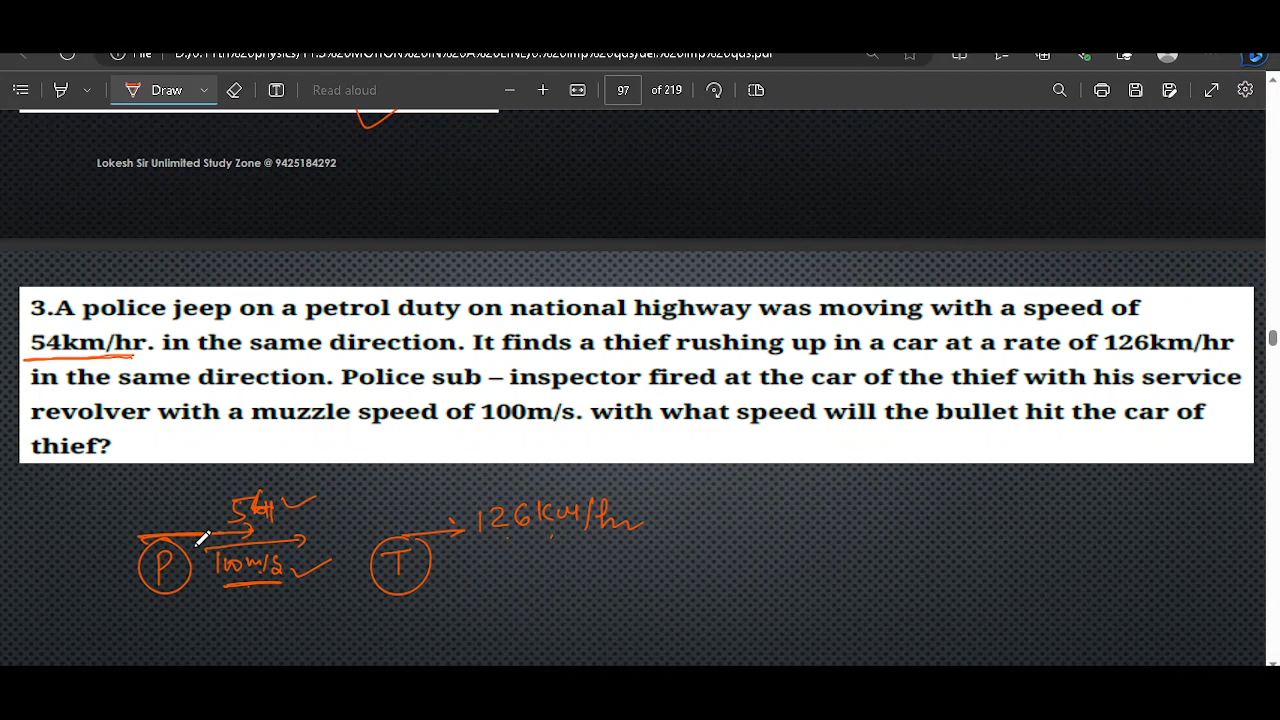 File
Draw
Read aloud
97 of 219
Lokesh Sir Unlimited Study Zone @ 9425184292
3.A police jeep on a petrol duty on national highway was moving with a speed of
54km/hr. in the same direction. It finds a thief rushing up in a car at a rate of 126km/hr
in the same direction. Police sub – inspector fired at the car of the thief with his service
revolver with a muzzle speed of 100m/s. with what speed will the bullet hit the car of
thief?
126km/hr
P 100m/s T